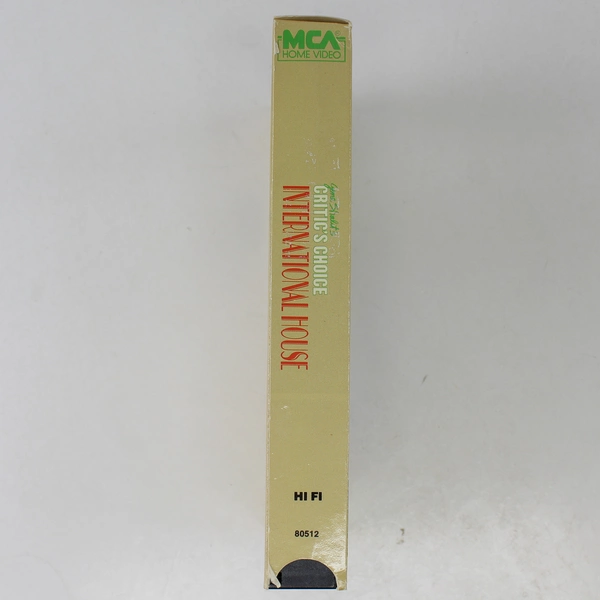 MCA
HOME VIDEO
CRITIC'S CHOICE
INTERNATIONAL HOUSE
HI FI
80512